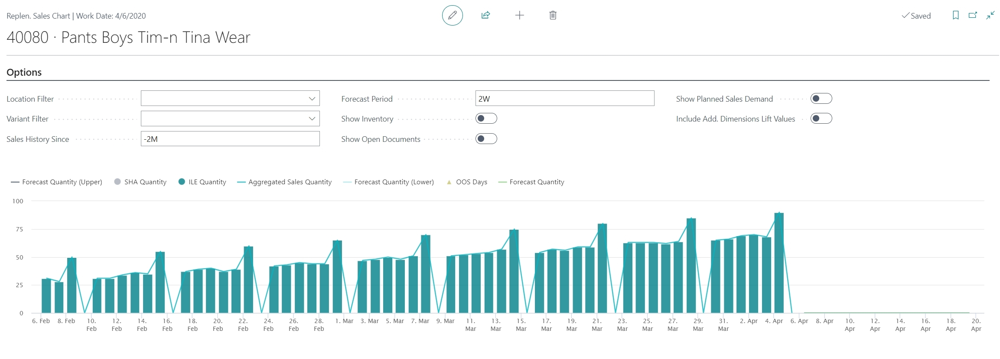 Replen. Sales Chart | Work Date: 4/6/2020
Saved
40080 · Pants Boys Tim-n Tina Wear
Options
Location Filter
Forecast Period 2W
Show Planned Sales Demand
Variant Filter
Show Inventory
Include Add. Dimensions Lift Values
Sales History Since -2M
Show Open Documents
Forecast Quantity (Upper) SHA Quantity ILE Quantity Aggregated Sales Quantity Forecast Quantity (Lower) OOS Days Forecast Quantity
100
75
50
25
0
6. Feb 8. Feb 10. Feb 12. Feb 14. Feb 16. Feb 18. Feb 20. Feb 22. Feb 24. Feb 26. Feb 28. Feb 1. Mar 3. Mar 5. Mar 7. Mar 9. Mar 11. Mar 13. Mar 15. Mar 17. Mar 19. Mar 21. Mar 23. Mar 25. Mar 27. Mar 29. Mar 31. Mar 2. Apr 4. Apr 6. Apr 8. Apr 10. Apr 12. Apr 14. Apr 16. Apr 18. Apr 20. Apr